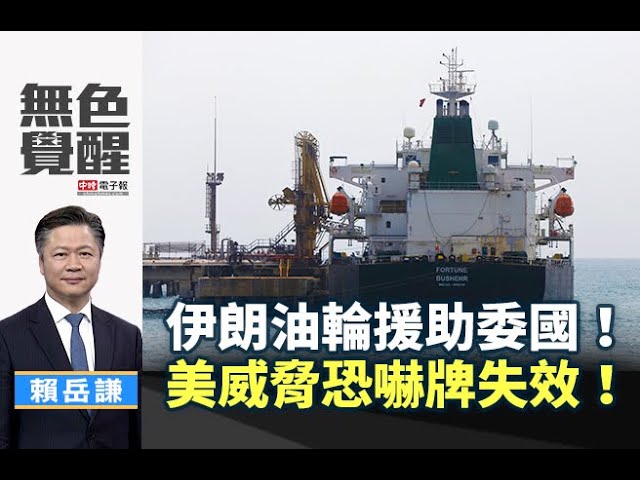 無色
覺醒
中時 電子報
賴岳謙
FORTUNE
BUSHEHR
伊朗油輪援助委國！
美威脅恐嚇牌失效！